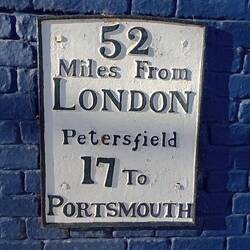 52
Miles From
LONDON
Petersfield
17 To
PORTSMOUTH